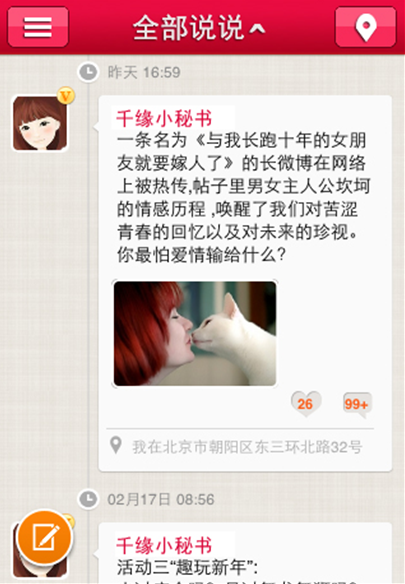 全部说说
昨天 16:59
V
千缘小秘书
一条名为《与我长跑十年的女朋
友就要嫁人了》的长微博在网络
上被热传,帖子里男女主人公坎坷
的情感历程 ,唤醒了我们对苦涩
青春的回忆以及对未来的珍视。
你最怕爱情输给什么?
26
99+
我在北京市朝阳区东三环北路32号
02月17日 08:56
千缘小秘书
活动三“趣玩新年”: